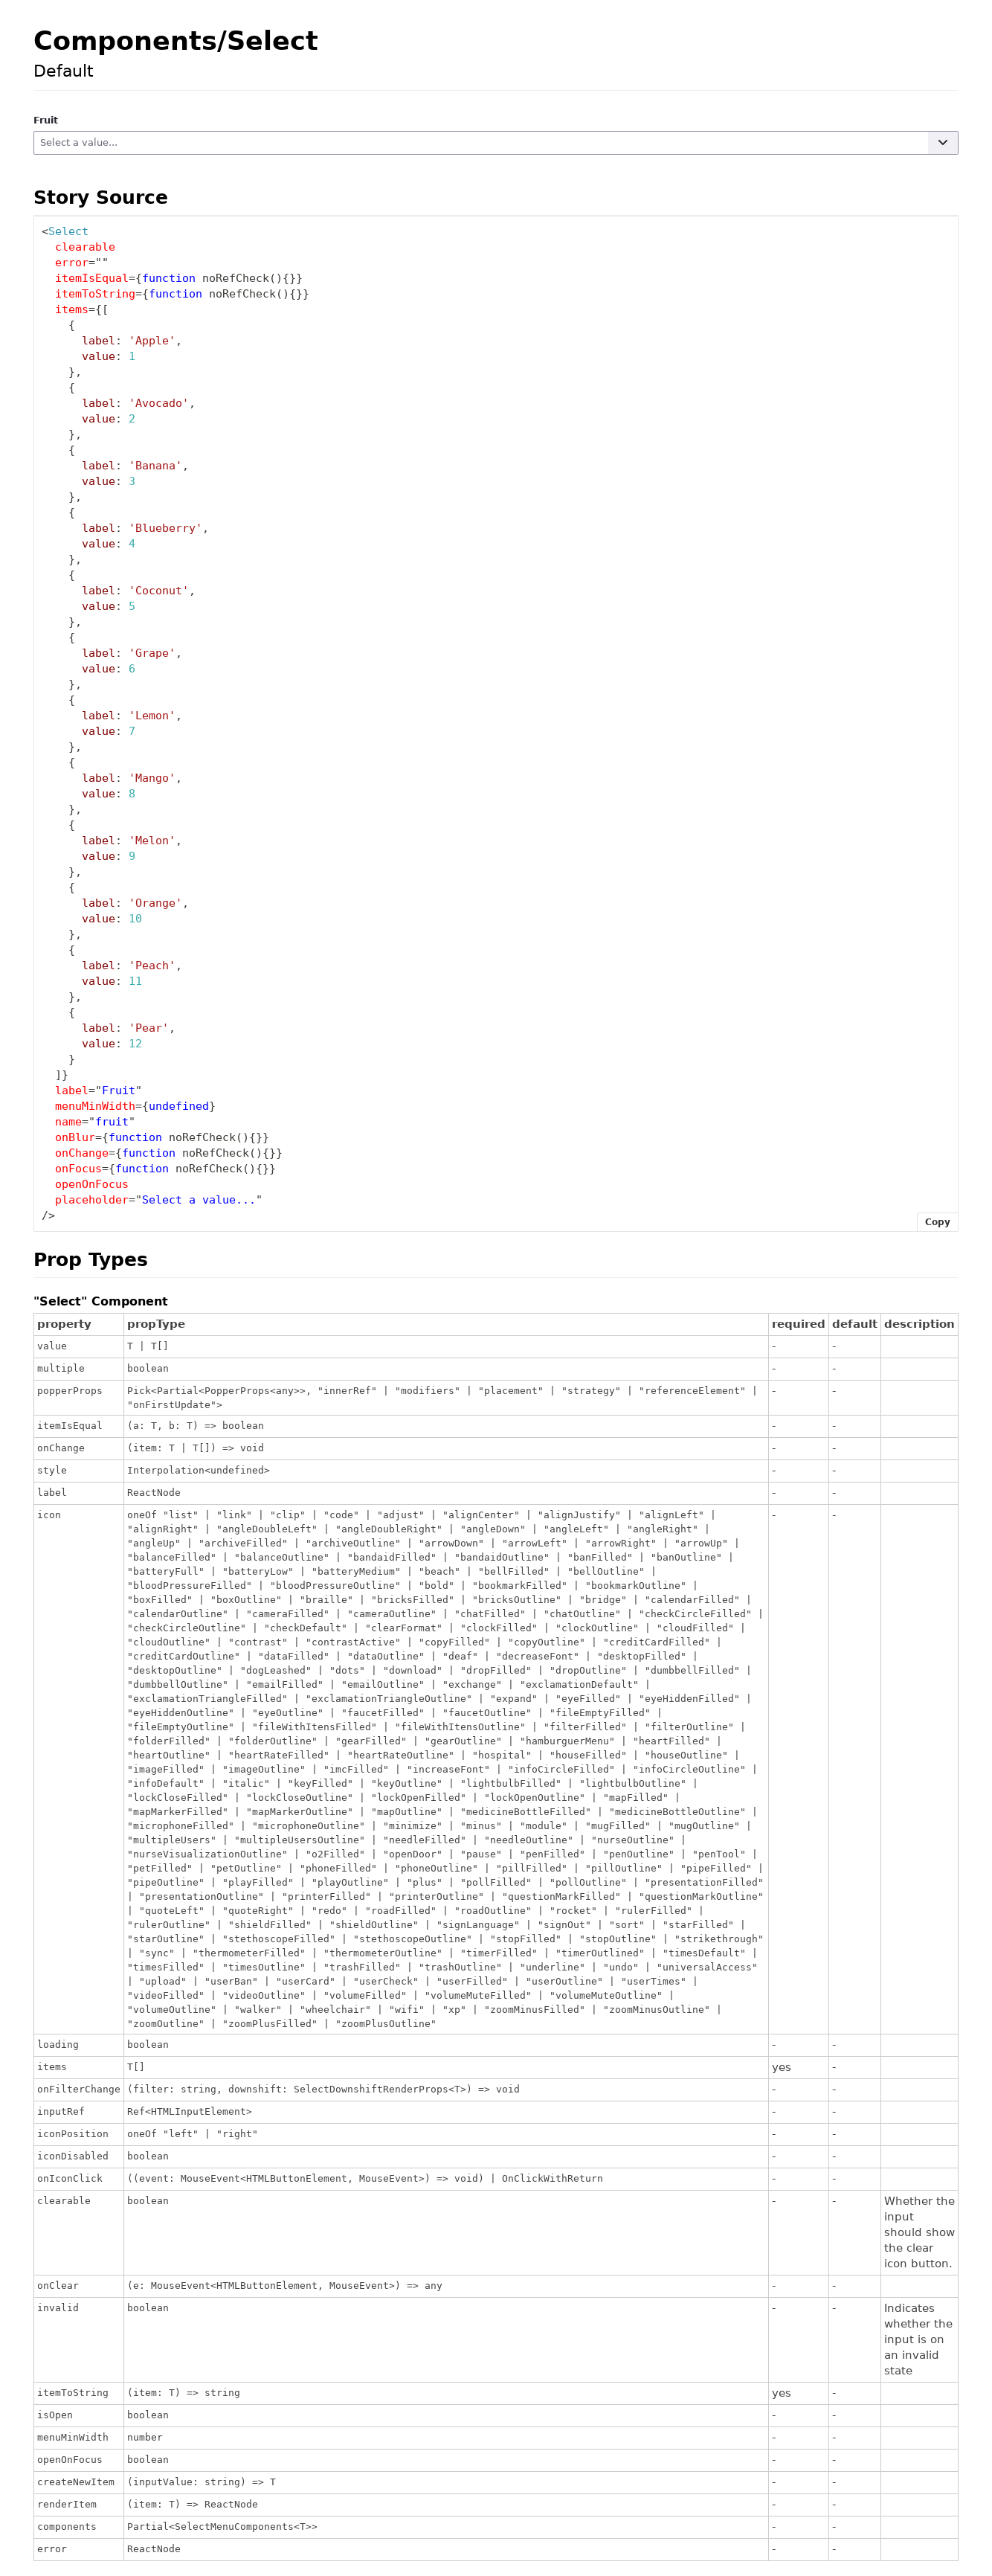 Components/Select
Default
Fruit
Select a value...
Story Source
<Select
clearable
error=""
itemIsEqual={function noRefCheck(){}}
itemToString={function noRefCheck(){}}
items={[
{
label: 'Apple',
value: 1
},
{
label: 'Avocado',
value: 2
},
{
label: 'Banana',
value: 3
},
{
label: 'Blueberry',
value: 4
},
{
label: 'Coconut',
value: 5
},
{
label: 'Grape',
value: 6
},
{
label: 'Lemon',
value: 7
},
{
label: 'Mango',
value: 8
},
{
label: 'Melon',
value: 9
},
{
label: 'Orange',
value: 10
},
{
label: 'Peach',
value: 11
},
{
label: 'Pear',
value: 12
}
]}
label="Fruit"
menuMinWidth={undefined}
name="fruit"
onBlur={function noRefCheck(){}}
onChange={function noRefCheck(){}}
onFocus={function noRefCheck(){}}
openOnFocus
placeholder="Select a value..."
/>
Copy
Prop Types
"Select" Component
property propType required default description
value T | T[] - -
multiple boolean - -
popperProps Pick<Partial<PopperProps<any>>, "innerRef" | "modifiers" | "placement" | "strategy" | "referenceElement" | - -
"onFirstUpdate">
itemIsEqual (a: T, b: T) => boolean - -
onChange (item: T | T[]) => void - -
style Interpolation<undefined> - -
label ReactNode - -
icon oneOf "list" | "link" | "clip" | "code" | "adjust" | "alignCenter" | "alignJustify" | "alignLeft" | - -
"alignRight" | "angleDoubleLeft" | "angleDoubleRight" | "angleDown" | "angleLeft" | "angleRight" |
"angleUp" | "archiveFilled" | "archiveOutline" | "arrowDown" | "arrowLeft" | "arrowRight" | "arrowUp" |
"balanceFilled" | "balanceOutline" | "bandaidFilled" | "bandaidOutline" | "banFilled" | "banOutline" |
"batteryFull" | "batteryLow" | "batteryMedium" | "beach" | "bellFilled" | "bellOutline" |
"bloodPressureFilled" | "bloodPressureOutline" | "bold" | "bookmarkFilled" | "bookmarkOutline" |
"boxFilled" | "boxOutline" | "braille" | "bricksFilled" | "bricksOutline" | "bridge" | "calendarFilled" |
"calendarOutline" | "cameraFilled" | "cameraOutline" | "chatFilled" | "chatOutline" | "checkCircleFilled" |
"checkCircleOutline" | "checkDefault" | "clearFormat" | "clockFilled" | "clockOutline" | "cloudFilled" |
"cloudOutline" | "contrast" | "contrastActive" | "copyFilled" | "copyOutline" | "creditCardFilled" |
"creditCardOutline" | "dataFilled" | "dataOutline" | "deaf" | "decreaseFont" | "desktopFilled" |
"desktopOutline" | "dogLeashed" | "dots" | "download" | "dropFilled" | "dropOutline" | "dumbbellFilled" |
"dumbbellOutline" | "emailFilled" | "emailOutline" | "exchange" | "exclamationDefault" |
"exclamationTriangleFilled" | "exclamationTriangleOutline" | "expand" | "eyeFilled" | "eyeHiddenFilled" |
"eyeHiddenOutline" | "eyeOutline" | "faucetFilled" | "faucetOutline" | "fileEmptyFilled" |
"fileEmptyOutline" | "fileWithItensFilled" | "fileWithItensOutline" | "filterFilled" | "filterOutline" |
"folderFilled" | "folderOutline" | "gearFilled" | "gearOutline" | "hamburguerMenu" | "heartFilled" |
"heartOutline" | "heartRateFilled" | "heartRateOutline" | "hospital" | "houseFilled" | "houseOutline" |
"imageFilled" | "imageOutline" | "imcFilled" | "increaseFont" | "infoCircleFilled" | "infoCircleOutline" |
"infoDefault" | "italic" | "keyFilled" | "keyOutline" | "lightbulbFilled" | "lightbulbOutline" |
"lockCloseFilled" | "lockCloseOutline" | "lockOpenFilled" | "lockOpenOutline" | "mapFilled" |
"mapMarkerFilled" | "mapMarkerOutline" | "mapOutline" | "medicineBottleFilled" | "medicineBottleOutline" |
"microphoneFilled" | "microphoneOutline" | "minimize" | "minus" | "module" | "mugFilled" | "mugOutline" |
"multipleUsers" | "multipleUsersOutline" | "needleFilled" | "needleOutline" | "nurseOutline" |
"nurseVisualizationOutline" | "o2Filled" | "openDoor" | "pause" | "penFilled" | "penOutline" | "penTool" |
"petFilled" | "petOutline" | "phoneFilled" | "phoneOutline" | "pillFilled" | "pillOutline" | "pipeFilled" |
"pipeOutline" | "playFilled" | "playOutline" | "plus" | "pollFilled" | "pollOutline" | "presentationFilled"
| "presentationOutline" | "printerFilled" | "printerOutline" | "questionMarkFilled" | "questionMarkOutline"
| "quoteLeft" | "quoteRight" | "redo" | "roadFilled" | "roadOutline" | "rocket" | "rulerFilled" |
"rulerOutline" | "shieldFilled" | "shieldOutline" | "signLanguage" | "signOut" | "sort" | "starFilled" |
"starOutline" | "stethoscopeFilled" | "stethoscopeOutline" | "stopFilled" | "stopOutline" | "strikethrough"
| "sync" | "thermometerFilled" | "thermometerOutline" | "timerFilled" | "timerOutlined" | "timesDefault" |
"timesFilled" | "timesOutline" | "trashFilled" | "trashOutline" | "underline" | "undo" | "universalAccess"
| "upload" | "userBan" | "userCard" | "userCheck" | "userFilled" | "userOutline" | "userTimes" |
"videoFilled" | "videoOutline" | "volumeFilled" | "volumeMuteFilled" | "volumeMuteOutline" |
"volumeOutline" | "walker" | "wheelchair" | "wifi" | "xp" | "zoomMinusFilled" | "zoomMinusOutline" |
"zoomOutline" | "zoomPlusFilled" | "zoomPlusOutline"
loading boolean - -
items T[] yes -
onFilterChange (filter: string, downshift: SelectDownshiftRenderProps<T>) => void - -
inputRef Ref<HTMLInputElement> - -
iconPosition oneOf "left" | "right" - -
iconDisabled boolean - -
onIconClick ((event: MouseEvent<HTMLButtonElement, MouseEvent>) => void) | OnClickWithReturn - -
clearable boolean - - Whether the
input
should show
the clear
icon button.
onClear (e: MouseEvent<HTMLButtonElement, MouseEvent>) => any - -
invalid boolean - - Indicates
whether the
input is on
an invalid
state
itemToString (item: T) => string yes -
isOpen boolean - -
menuMinWidth number - -
openOnFocus boolean - -
createNewItem (inputValue: string) => T - -
renderItem (item: T) => ReactNode - -
components Partial<SelectMenuComponents<T>> - -
error ReactNode - -